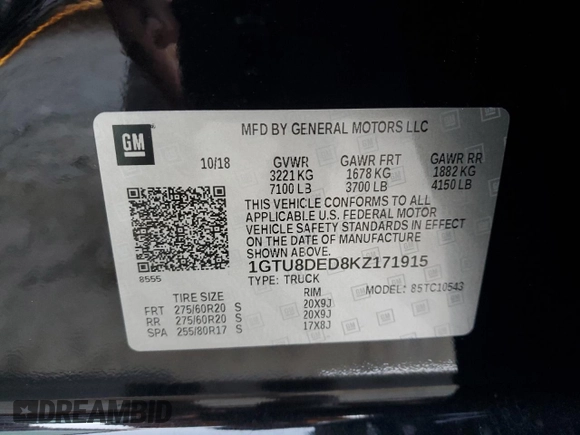 GM
MFD BY GENERAL MOTORS LLC
10/18 GVWR GAWR FRT GAWR RR
3221 KG 1678 KG 1882 KG
7100 LB 3700 LB 4150 LB
THIS VEHICLE CONFORMS TO ALL
APPLICABLE U.S. FEDERAL MOTOR
VEHICLE SAFETY STANDARDS IN EFFECT
ON THE DATE OF MANUFACTURE
SHOWN ABOVE.
8555
1GTU8DED8KZ171915
TYPE: TRUCK MODEL: 85TC10543
TIRE SIZE RIM
FRT 275/60R20 S 20X9J
RR 275/60R20 S 20X9J
SPA 255/80R17 S 17X8J
DREAMBID